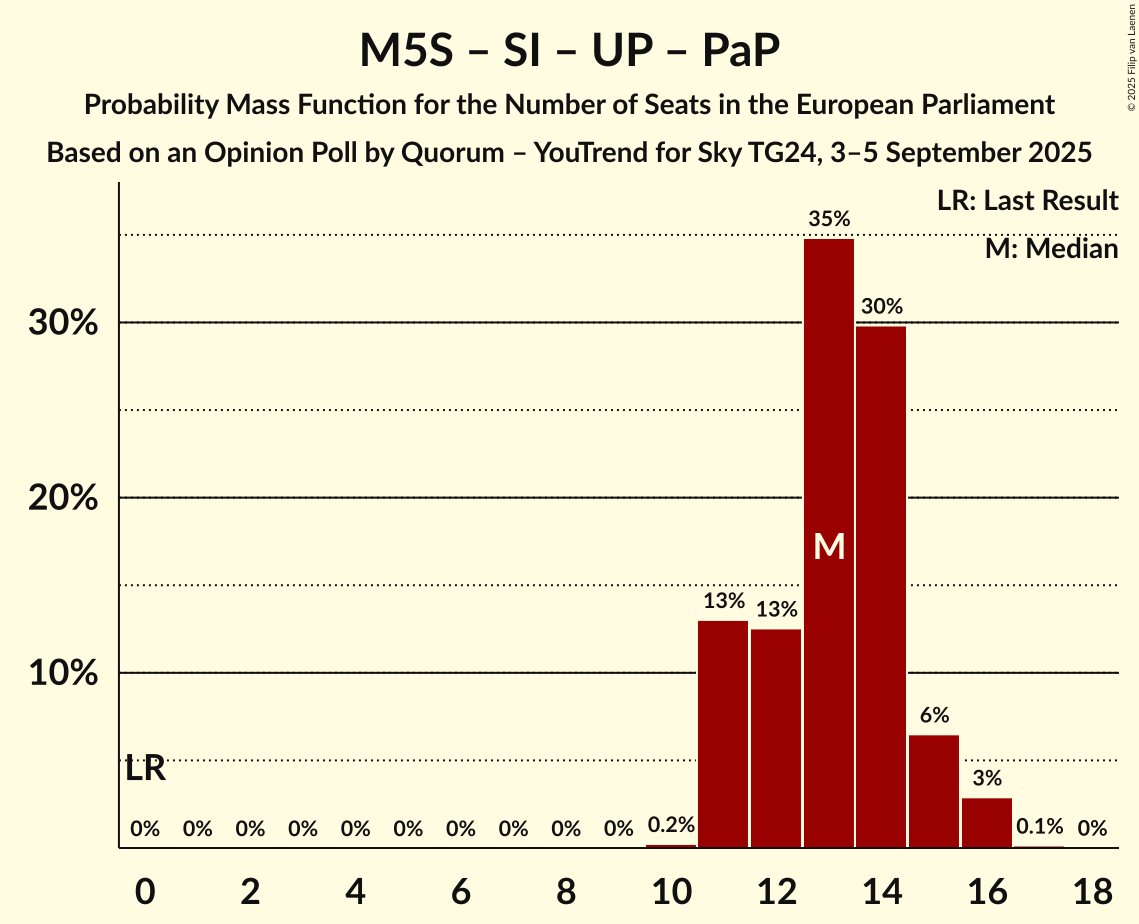 M5S – SI – UP – PaP
Probability Mass Function for the Number of Seats in the European Parliament
Based on an Opinion Poll by Quorum – YouTrend for Sky TG24, 3–5 September 2025
© 2025 Filip van Laenen
LR: Last Result
M: Median
35%
30%
30%
20%
M
13%
13%
10%
6%
LR
3%
0% 0% 0% 0% 0% 0% 0% 0% 0% 0% 0.2% 0.1% 0%
0 2 4 6 8 10 12 14 16 18